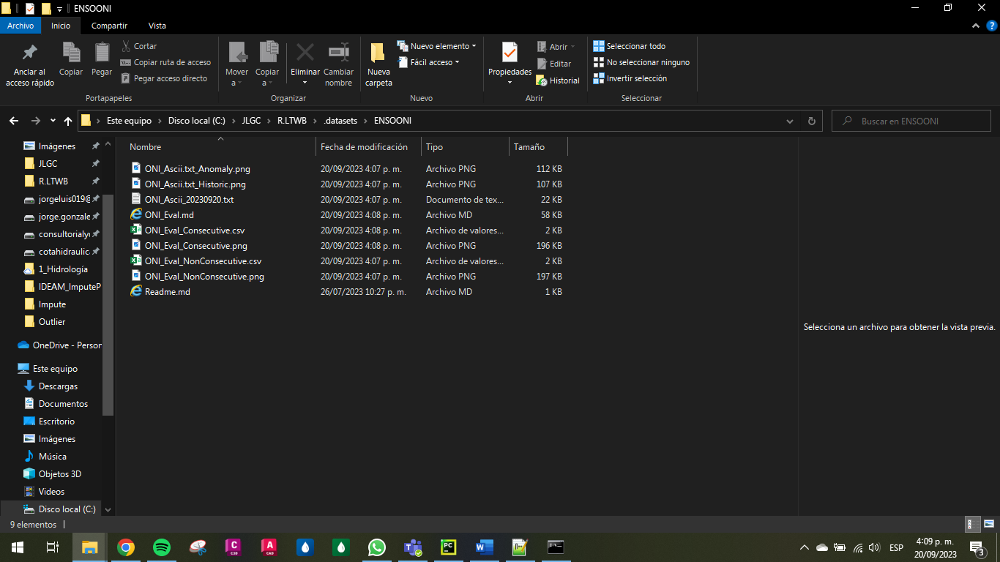 ENSOONI
Archivo Inicio Compartir Vista
Anclar al acceso rápido
Copiar
Pegar
Cortar
Copiar ruta de acceso
Pegar acceso directo
Portapapeles
Mover a
Copiar a
Eliminar
Cambiar nombre
Organizar
Nueva carpeta
Nuevo elemento
Fácil acceso
Nuevo
Propiedades
Abrir
Editar
Historial
Abrir
Seleccionar todo
No seleccionar ninguno
Invertir selección
Seleccionar
Este equipo > Disco local (C:) > JLGC > R.LTWB > .datasets > ENSOONI
Buscar en ENSOONI
Imágenes
JLGC
R.LTWB
jorgeluis019@
jorge.gonzale
consultorialy
cotahidraulic
1_Hidrología
IDEAM_ImputeP
Impute
Outlier
OneDrive - Person
Este equipo
Descargas
Documentos
Escritorio
Imágenes
Música
Objetos 3D
Videos
Disco local (C:)
Nombre Fecha de modificación Tipo Tamaño
ONI_Ascii.txt_Anomaly.png 20/09/2023 4:07 p. m. Archivo PNG 112 KB
ONI_Ascii.txt_Historic.png 20/09/2023 4:07 p. m. Archivo PNG 107 KB
ONI_Ascii_20230920.txt 20/09/2023 4:07 p. m. Documento de tex... 22 KB
ONI_Eval.md 20/09/2023 4:08 p. m. Archivo MD 58 KB
ONI_Eval_Consecutive.csv 20/09/2023 4:08 p. m. Archivo de valores... 2 KB
ONI_Eval_Consecutive.png 20/09/2023 4:08 p. m. Archivo PNG 196 KB
ONI_Eval_NonConsecutive.csv 20/09/2023 4:07 p. m. Archivo de valores... 2 KB
ONI_Eval_NonConsecutive.png 20/09/2023 4:07 p. m. Archivo PNG 197 KB
Readme.md 26/07/2023 10:27 p. m. Archivo MD 1 KB
Selecciona un archivo para obtener la vista previa.
9 elementos
ESP
4:09 p. m.
20/09/2023
3